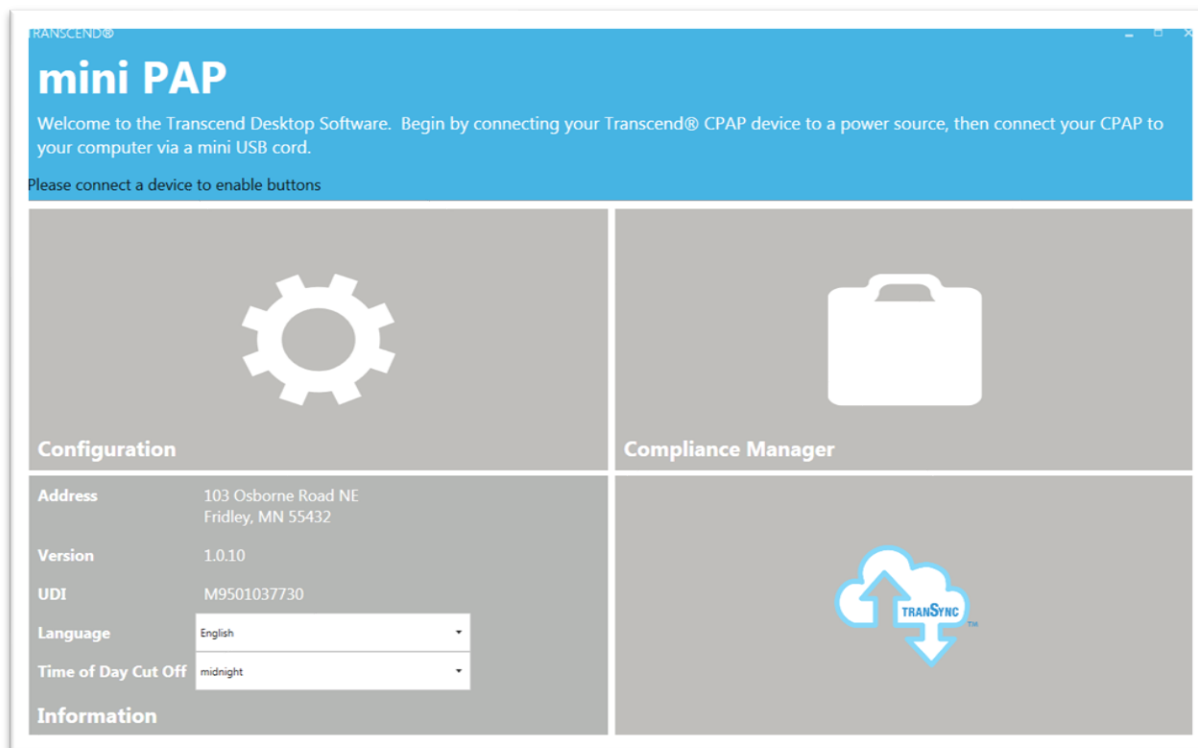 TRANSCEND®
mini PAP
Welcome to the Transcend Desktop Software. Begin by connecting your Transcend® CPAP device to a power source, then connect your CPAP to
your computer via a mini USB cord.
Please connect a device to enable buttons
Configuration
Compliance Manager
Address 103 Osborne Road NE
Fridley, MN 55432
Version 1.0.10
UDI M9501037730
Language English
Time of Day Cut Off midnight
Information
TRANSYNC™